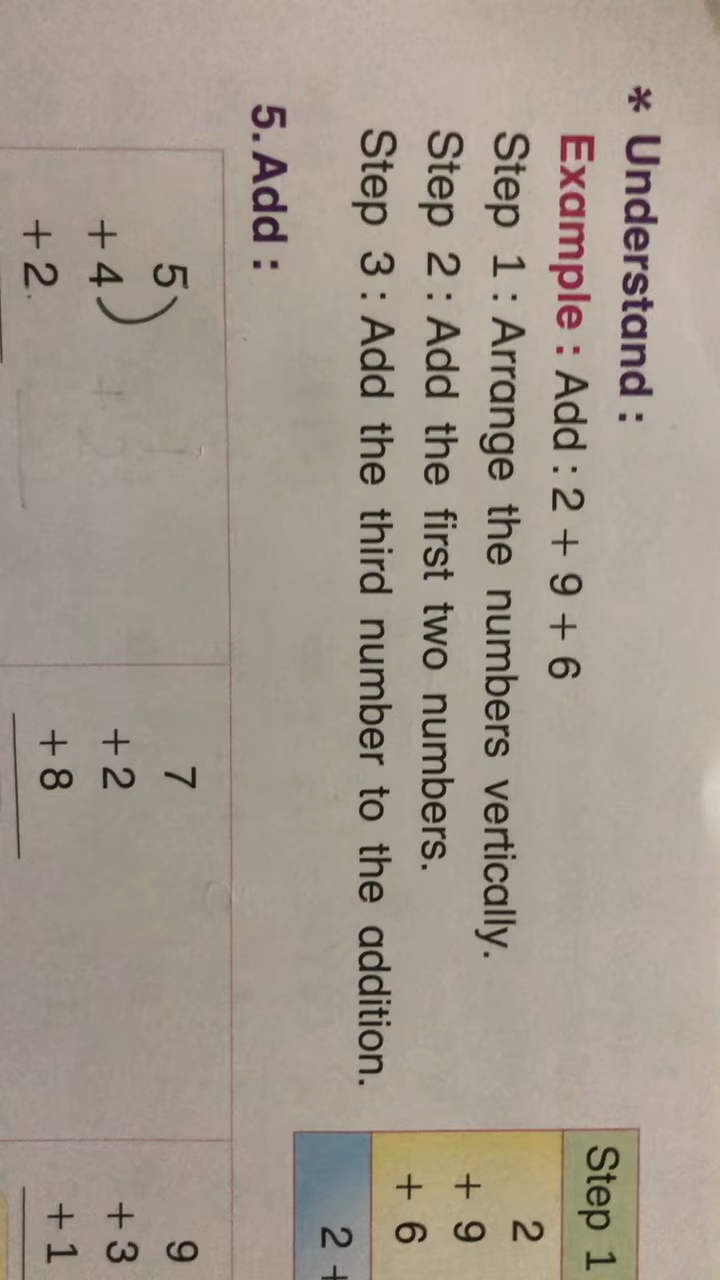 * Understand :
Example : Add : 2 + 9 + 6
Step 1 : Arrange the numbers vertically.
Step 2 : Add the first two numbers.
Step 3 : Add the third number to the addition.
Step 1
2
+ 9
+ 6
2 +
5. Add :
5
+ 4
+ 2
7
+ 2
+ 8
9
+ 3
+ 1